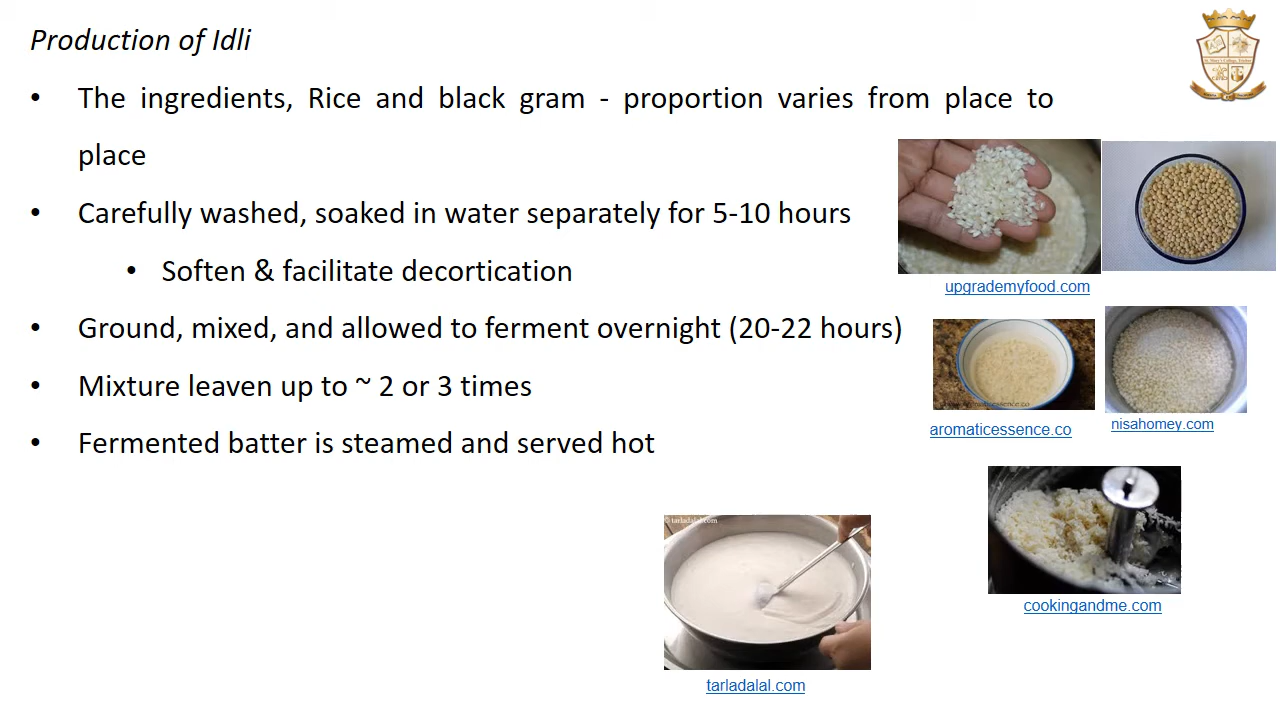 Production of Idli
• The ingredients, Rice and black gram - proportion varies from place to
place
• Carefully washed, soaked in water separately for 5-10 hours
• Soften & facilitate decortication
• Ground, mixed, and allowed to ferment overnight (20-22 hours)
• Mixture leaven up to ~ 2 or 3 times
• Fermented batter is steamed and served hot
upgrademyfood.com
aromaticessence.co
nisahomey.com
cookingandme.com
© tarladalal.com
tarladalal.com